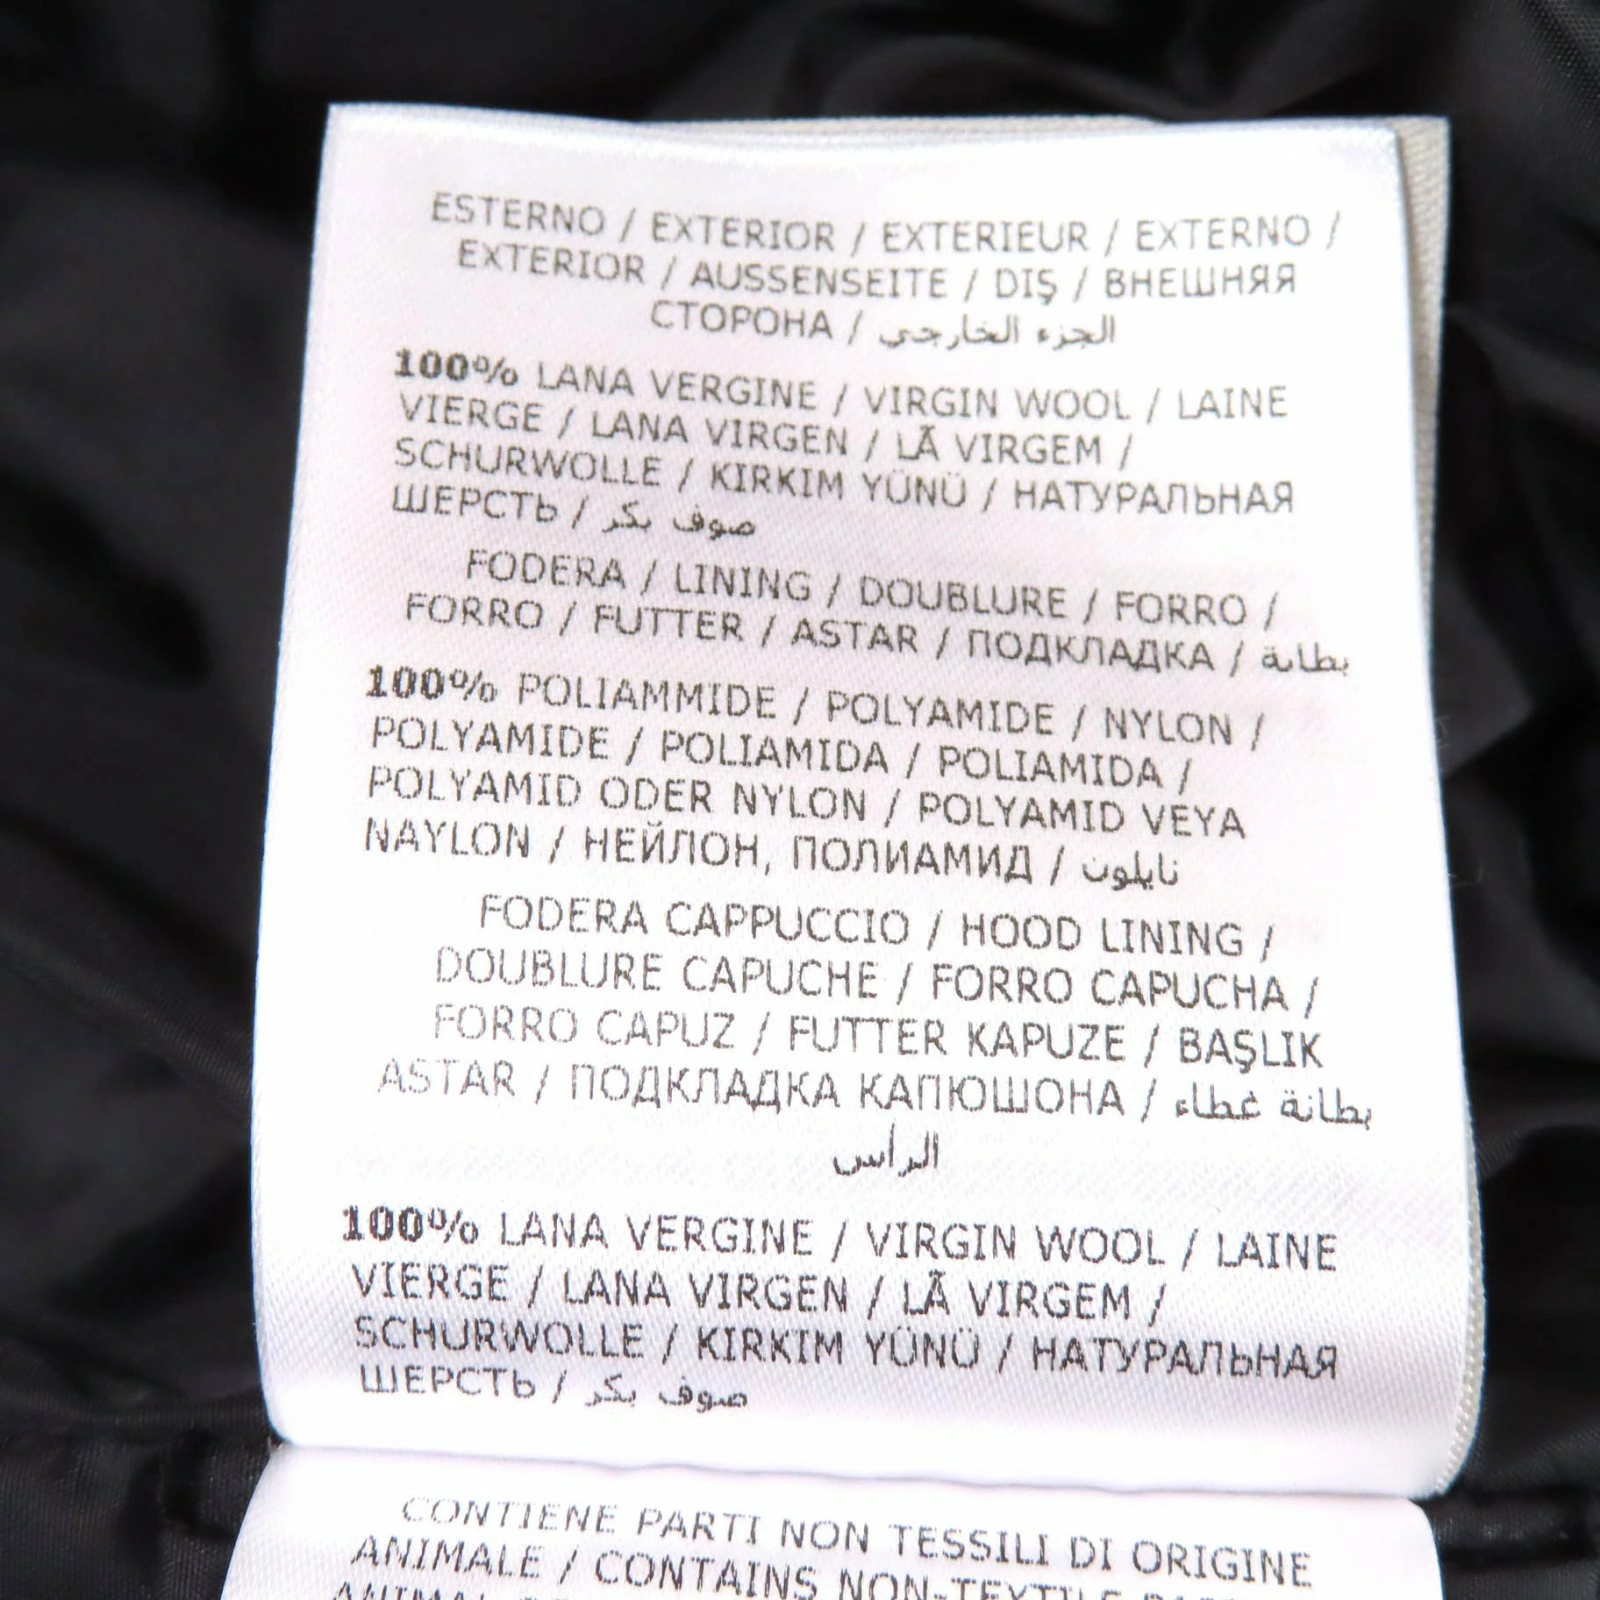 ESTERNO / EXTERIOR / EXTERIEUR / EXTERNO /
EXTERIOR / AUSSENSEITE / DIŞ / ВНЕШНЯЯ
СТОРОНА / الجزء الخارجي
100% LANA VERGINE / VIRGIN WOOL / LAINE
VIERGE / LANA VIRGEN / LÃ VIRGEM /
SCHURWOLLE / KIRKIM YÜNÜ / НАТУРАЛЬНАЯ
ШЕРСТЬ / صوف بكر
FODERA / LINING / DOUBLURE / FORRO /
FORRO / FUTTER / ASTAR / ПОДКЛАДКА / بطانة
100% POLIAMMIDE / POLYAMIDE / NYLON /
POLYAMIDE / POLIAMIDA / POLIAMIDA /
POLYAMID ODER NYLON / POLYAMID VEYA
NAYLON / НЕЙЛОН, ПОЛИАМИД / نايلون
FODERA CAPPUCCIO / HOOD LINING /
DOUBLURE CAPUCHE / FORRO CAPUCHA /
FORRO CAPUZ / FUTTER KAPUZE / BAŞLIK
ASTAR / ПОДКЛАДКА КАПЮШОНА / بطانة غطاء
الرأس
100% LANA VERGINE / VIRGIN WOOL / LAINE
VIERGE / LANA VIRGEN / LÃ VIRGEM /
SCHURWOLLE / KIRKIM YÜNÜ / НАТУРАЛЬНАЯ
ШЕРСТЬ / صوف بكر
CONTIENE PARTI NON TESSILI DI ORIGINE
ANIMALE / CONTAINS NON-TEXTILE